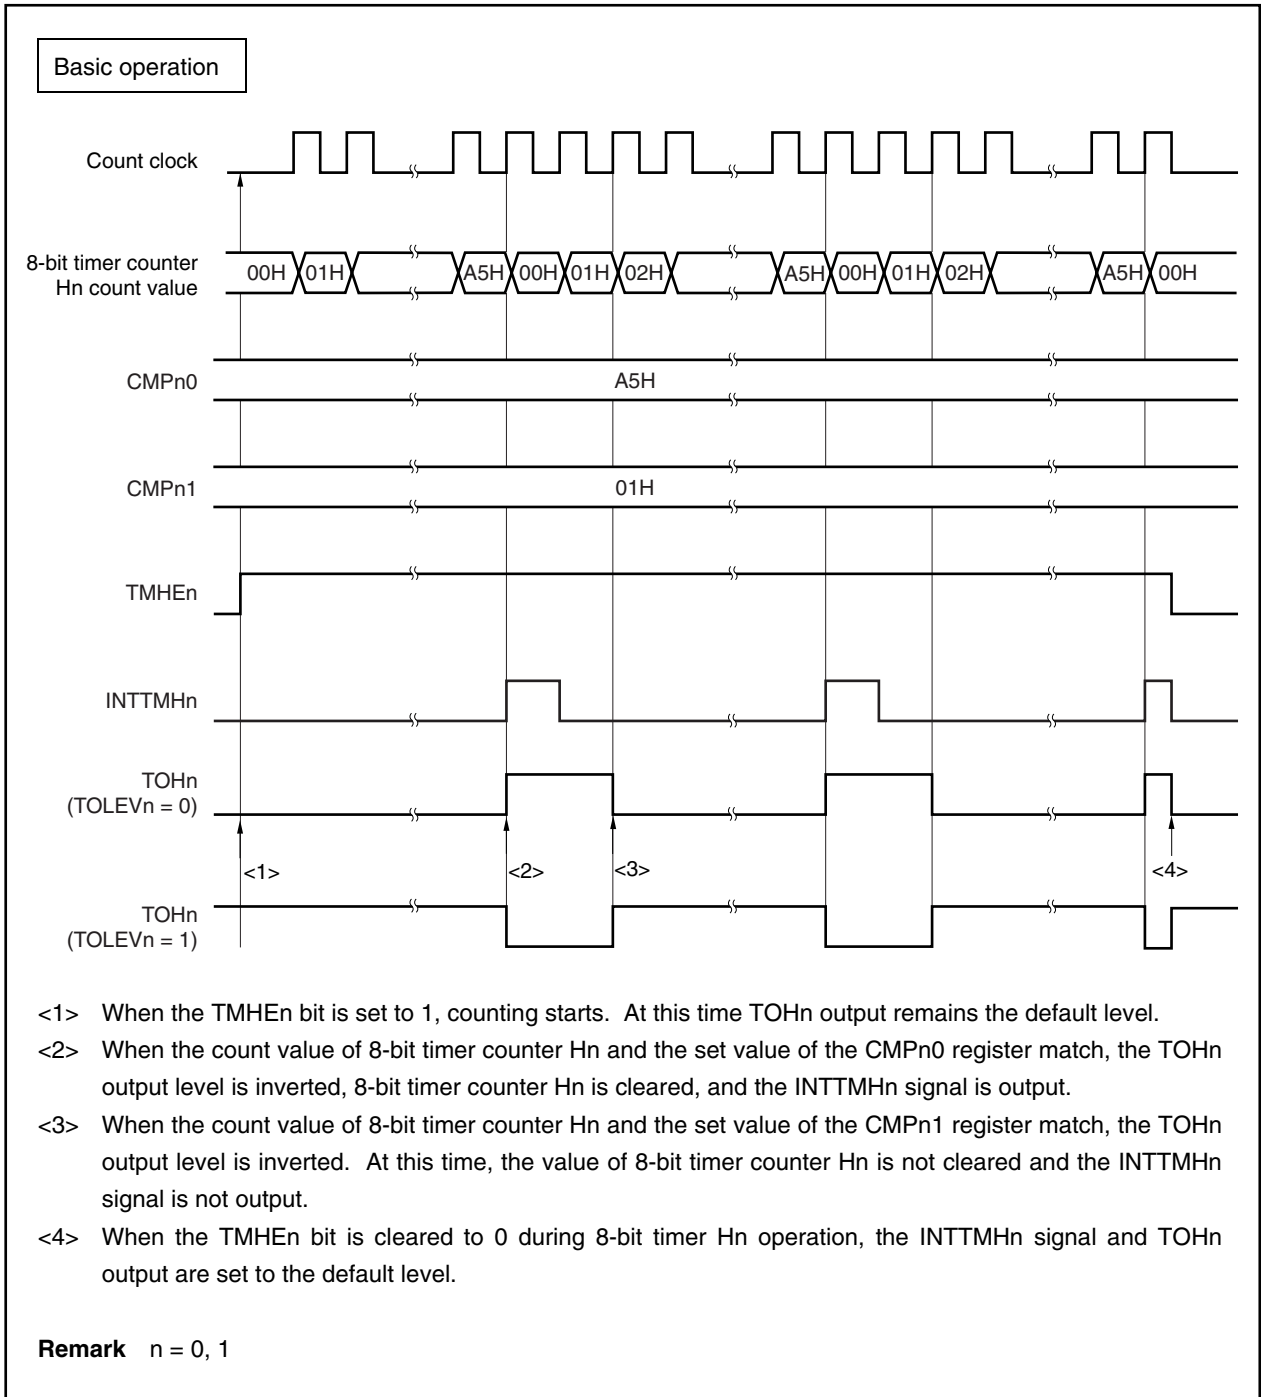 Basic operation
Count clock
8-bit timer counter
Hn count value
00H 01H A5H 00H 01H 02H A5H 00H 01H 02H A5H 00H
CMPn0
A5H
CMPn1
01H
TMHEn
INTTMHn
TOHn
(TOLEVn = 0)
<1> <2> <3> <4>
TOHn
(TOLEVn = 1)
<1> When the TMHEn bit is set to 1, counting starts. At this time TOHn output remains the default level.
<2> When the count value of 8-bit timer counter Hn and the set value of the CMPn0 register match, the TOHn
output level is inverted, 8-bit timer counter Hn is cleared, and the INTTMHn signal is output.
<3> When the count value of 8-bit timer counter Hn and the set value of the CMPn1 register match, the TOHn
output level is inverted. At this time, the value of 8-bit timer counter Hn is not cleared and the INTTMHn
signal is not output.
<4> When the TMHEn bit is cleared to 0 during 8-bit timer Hn operation, the INTTMHn signal and TOHn
output are set to the default level.
Remark n = 0, 1